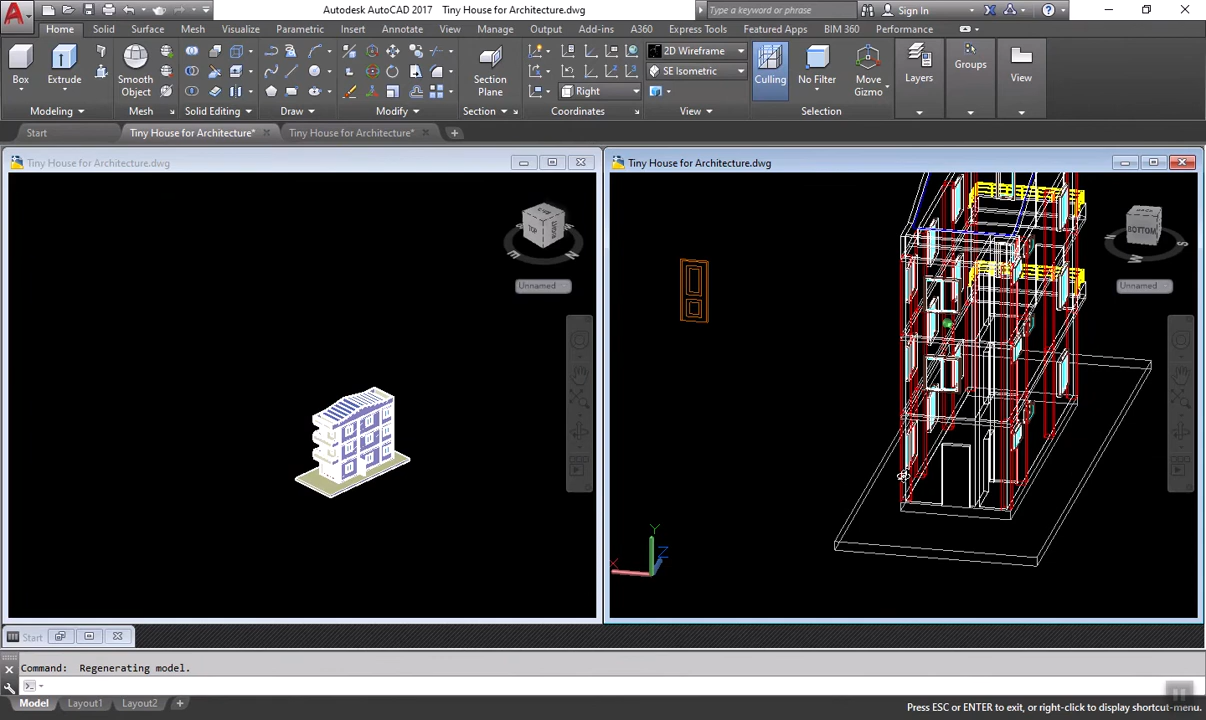 Autodesk AutoCAD 2017 Tiny House for Architecture.dwg
Type a keyword or phrase
Sign In
Home Solid Surface Mesh Visualize Parametric Insert Annotate View Manage Output Add-ins A360 Express Tools Featured Apps BIM 360 Performance
Box
Extrude
Smooth Object
Section Plane
2D Wireframe
SE Isometric
Right
Culling
No Filter
Move Gizmo
Layers
Groups
View
Modeling Mesh Solid Editing Draw Modify Section Coordinates View Selection
Start Tiny House for Architecture* Tiny House for Architecture*
Tiny House for Architecture.dwg
Tiny House for Architecture.dwg
TOP
BOTTOM
W
S
E
N
W
Unnamed
Unnamed
Y
Z
X
Start
Command: Regenerating model.
Model Layout1 Layout2
Press ESC or ENTER to exit, or right-click to display shortcut-menu.